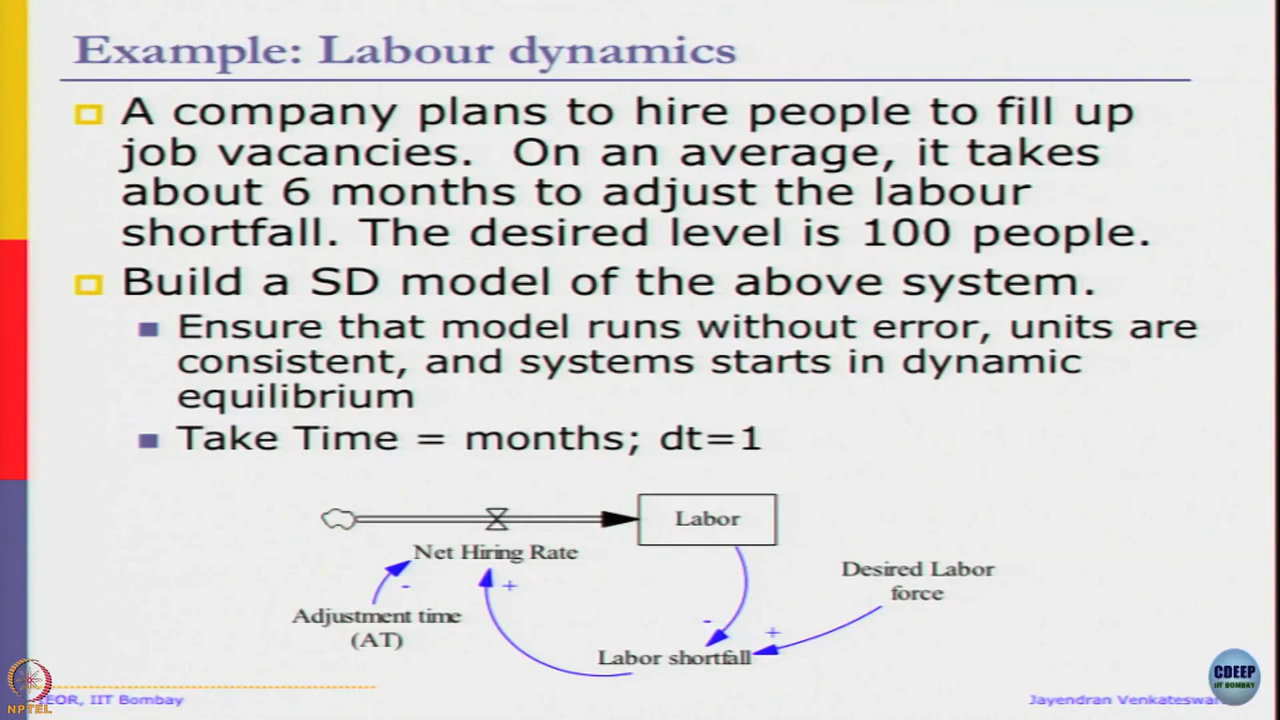 Example: Labour dynamics
A company plans to hire people to fill up
job vacancies. On an average, it takes
about 6 months to adjust the labour
shortfall. The desired level is 100 people.
Build a SD model of the above system.
Ensure that model runs without error, units are
consistent, and systems starts in dynamic
equilibrium
Take Time = months; dt=1
Labor
Net Hiring Rate
-
+
Adjustment time
(AT)
Desired Labor
force
-
+
Labor shortfall
NPTEL
IEOR, IIT Bombay
Jayendran
CDEEP
IIT BOMBAY